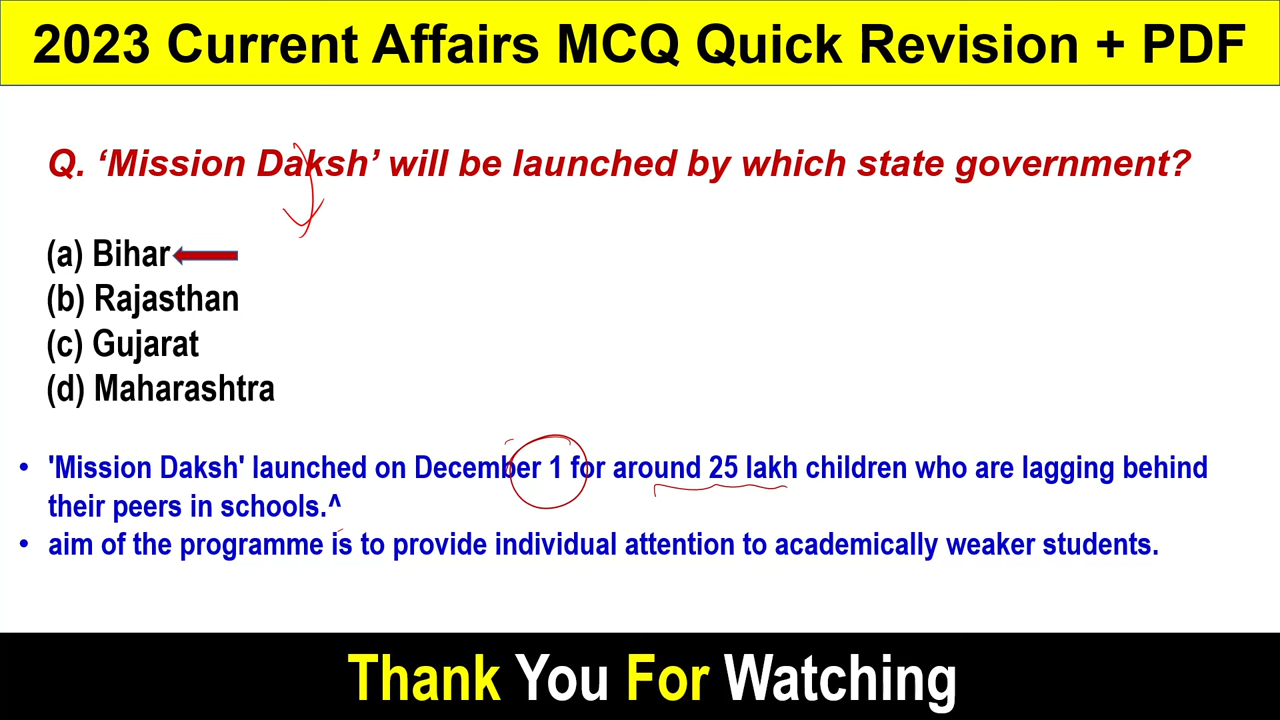 2023 Current Affairs MCQ Quick Revision + PDF
Q. ‘Mission Daksh’ will be launched by which state government?
(a) Bihar
(b) Rajasthan
(c) Gujarat
(d) Maharashtra
• 'Mission Daksh' launched on December 1 for around 25 lakh children who are lagging behind
their peers in schools.^
• aim of the programme is to provide individual attention to academically weaker students.
Thank You For Watching